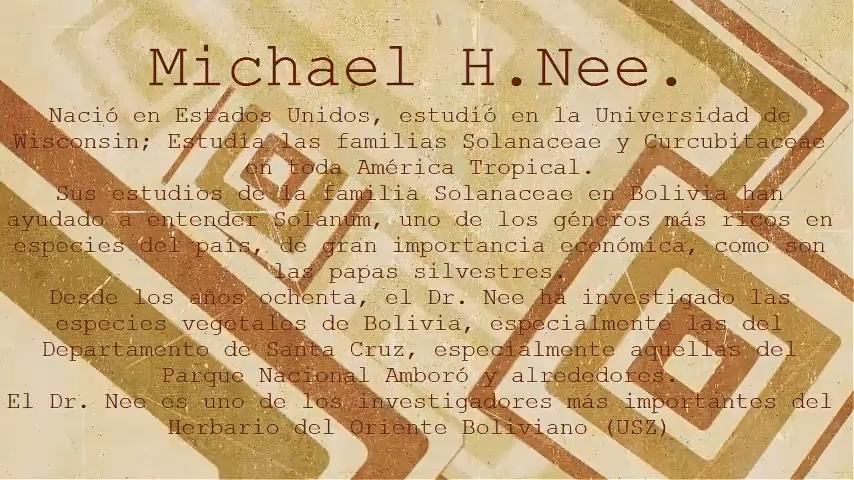 Michael H.Nee.
Nació en Estados Unidos, estudió en la Universidad de
Wisconsin; Estudia las familias Solanaceae y Curcubitaceae
en toda América Tropical.
Sus estudios de la familia Solanaceae en Bolivia han
ayudado a entender Solanum, uno de los géneros más ricos en
especies del país, de gran importancia económica, como son
las papas silvestres.
Desde los años ochenta, el Dr. Nee ha investigado las
especies vegetales de Bolivia, especialmente las del
Departamento de Santa Cruz, especialmente aquellas del
Parque Nacional Amboró y alrededores.
El Dr. Nee es uno de los investigadores más importantes del
Herbario del Oriente Boliviano (USZ)